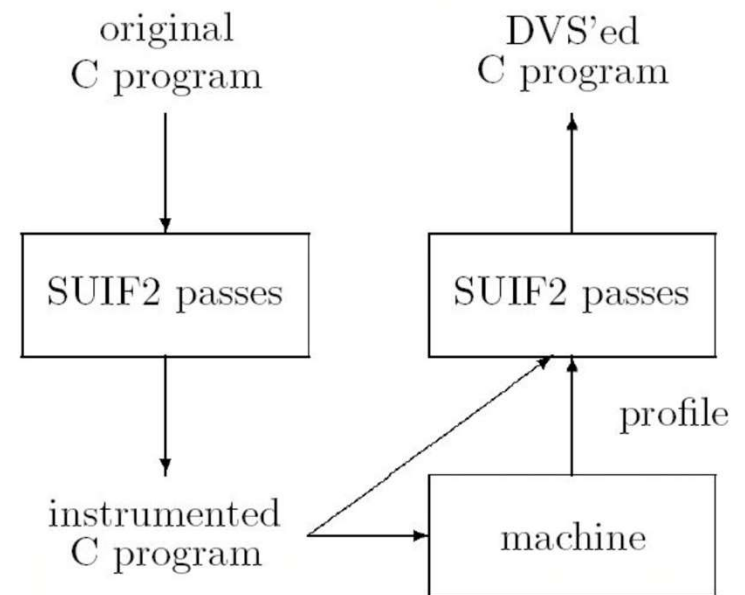 original
C program
DVS'ed
C program
SUIF2 passes
SUIF2 passes
profile
instrumented
C program
machine